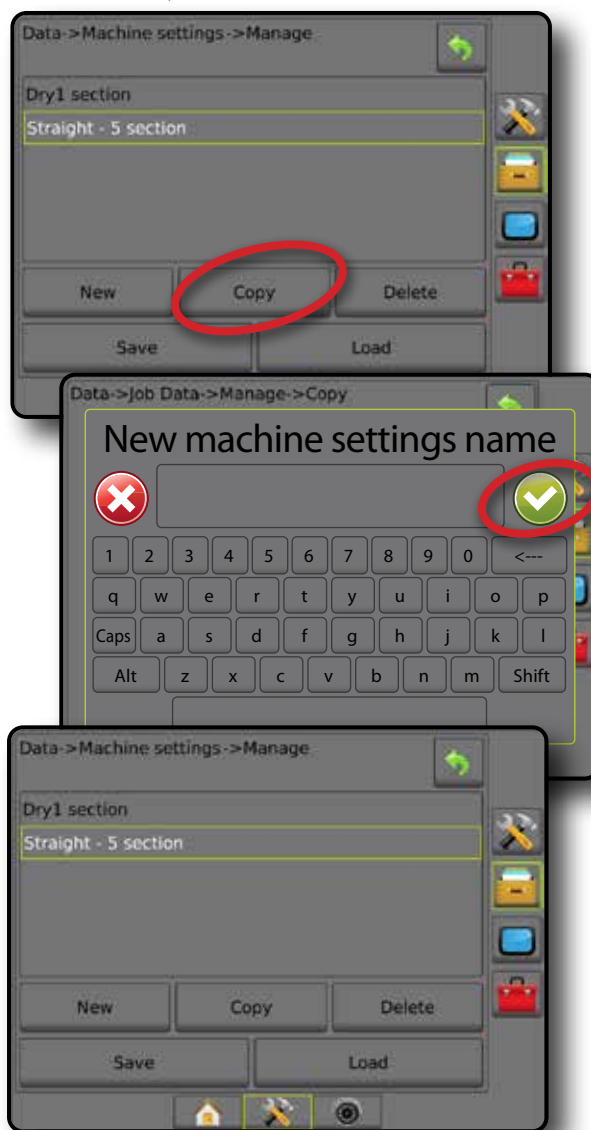 Data->Machine settings->Manage
Dry1 section
Straight - 5 section
New Copy Delete
Save Load
Data->Job Data->Manage->Copy
New machine settings name
1 2 3 4 5 6 7 8 9 0 <---
q w e r t y u i o p
Caps a s d f g h j k l
Alt z x c v b n m Shift
Data->Machine settings->Manage
Dry1 section
Straight - 5 section
New Copy Delete
Save Load